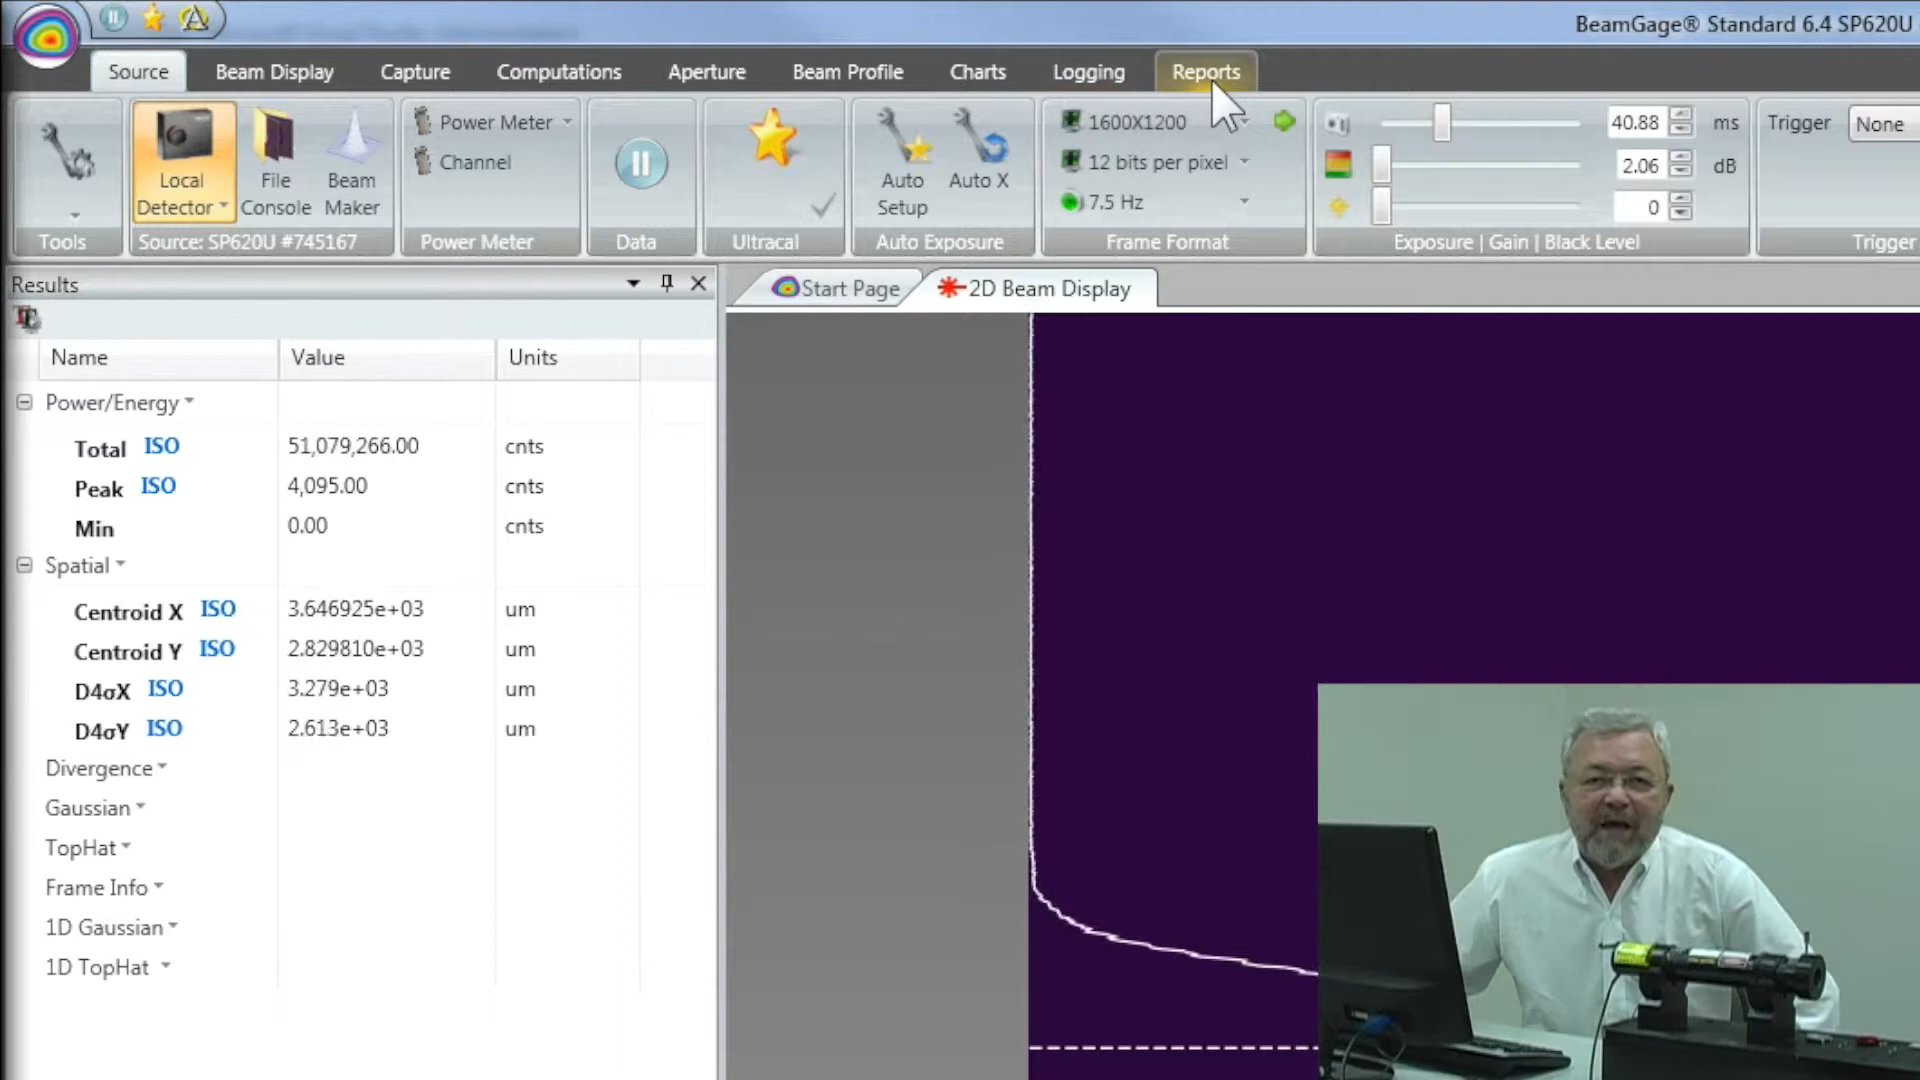 BeamGage® Standard 6.4 SP620U
Source Beam Display Capture Computations Aperture Beam Profile Charts Logging Reports
Power Meter 1600X1200 40.88 ms Trigger None
Channel 12 bits per pixel 2.06 dB
Local File Beam Auto Auto X
Detector Console Maker Setup 7.5 Hz 0
Tools Source: SP620U #745167 Power Meter Data Ultracal Auto Exposure Frame Format Exposure | Gain | Black Level Trigger
Results Start Page 2D Beam Display
Name Value Units
Power/Energy
Total ISO 51,079,266.00 cnts
Peak ISO 4,095.00 cnts
Min 0.00 cnts
Spatial
Centroid X ISO 3.646925e+03 um
Centroid Y ISO 2.829810e+03 um
D4σX ISO 3.279e+03 um
D4σY ISO 2.613e+03 um
Divergence
Gaussian
TopHat
Frame Info
1D Gaussian
1D TopHat